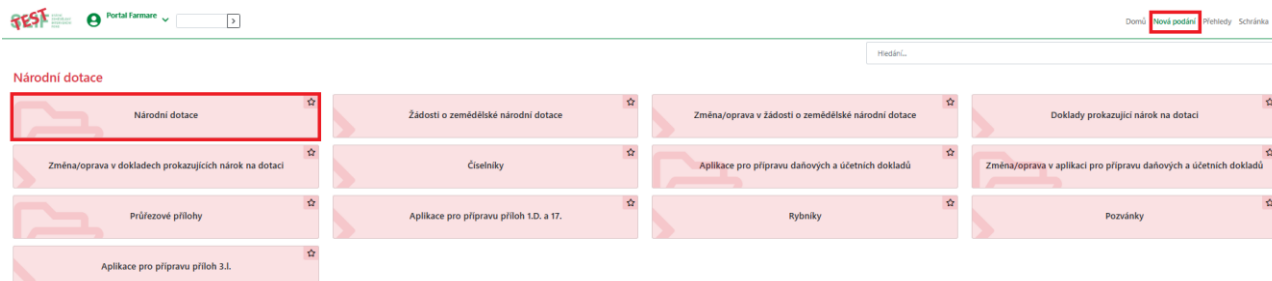 TEST
Portal Farmare
Domů Nová podání Přehledy Schránka
Hledání...
Národní dotace
Národní dotace
Žádosti o zemědělské národní dotace
Změna/oprava v žádosti o zemědělské národní dotace
Doklady prokazující nárok na dotaci
Změna/oprava v dokladech prokazujících nárok na dotaci
Číselníky
Aplikace pro přípravu daňových a účetních dokladů
Změna/oprava v aplikaci pro přípravu daňových a účetních dokladů
Průřezové přílohy
Aplikace pro přípravu příloh 1.D. a 17.
Rybníky
Pozvánky
Aplikace pro přípravu příloh 3.I.